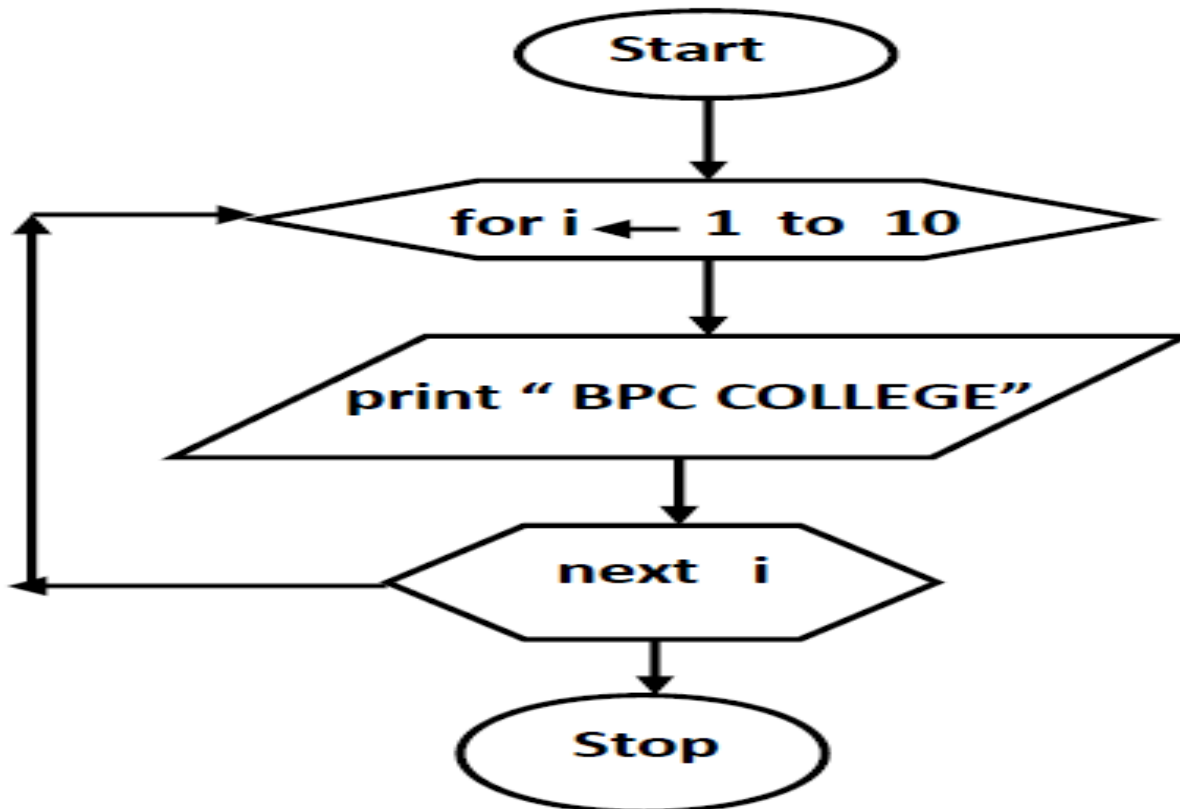 Start
for i ← 1 to 10
print “ BPC COLLEGE”
next i
Stop